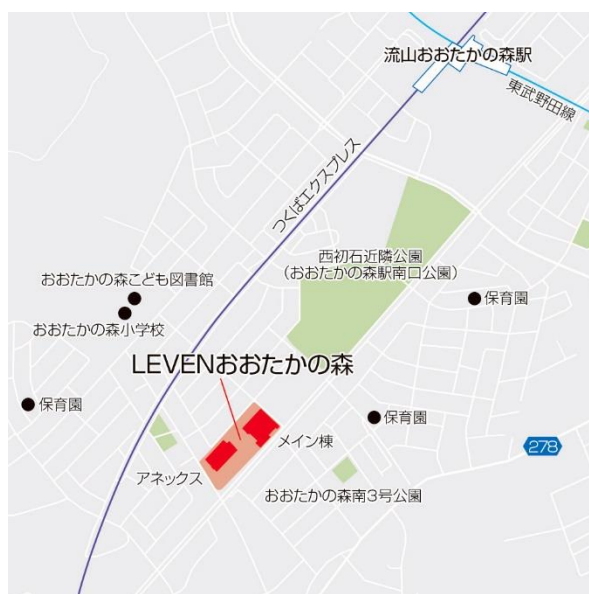 流山おおたかの森駅
東武野田線
つくばエクスプレス
西初石近隣公園
（おおたかの森駅南口公園）
おおたかの森こども図書館
おおたかの森小学校
保育園
LEVENおおたかの森
保育園
保育園
メイン棟
278
アネックス
おおたかの森南3号公園